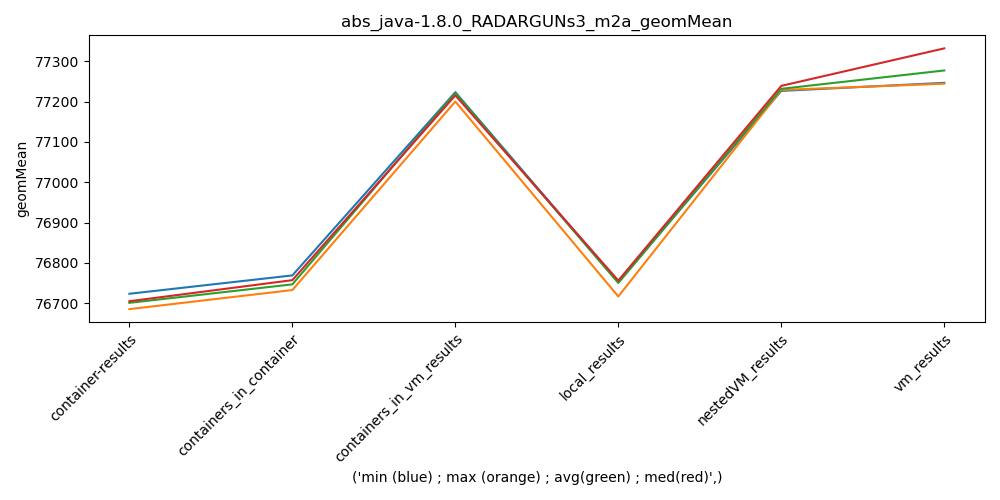 abs_java-1.8.0_RADARGUNs3_m2a_geomMean
geomMean
77300
77200
77100
77000
76900
76800
76700
container-results
containers_in_container
containers_in_vm_results
local_results
nestedVM_results
vm_results
('min (blue) ; max (orange) ; avg(green) ; med(red)',)